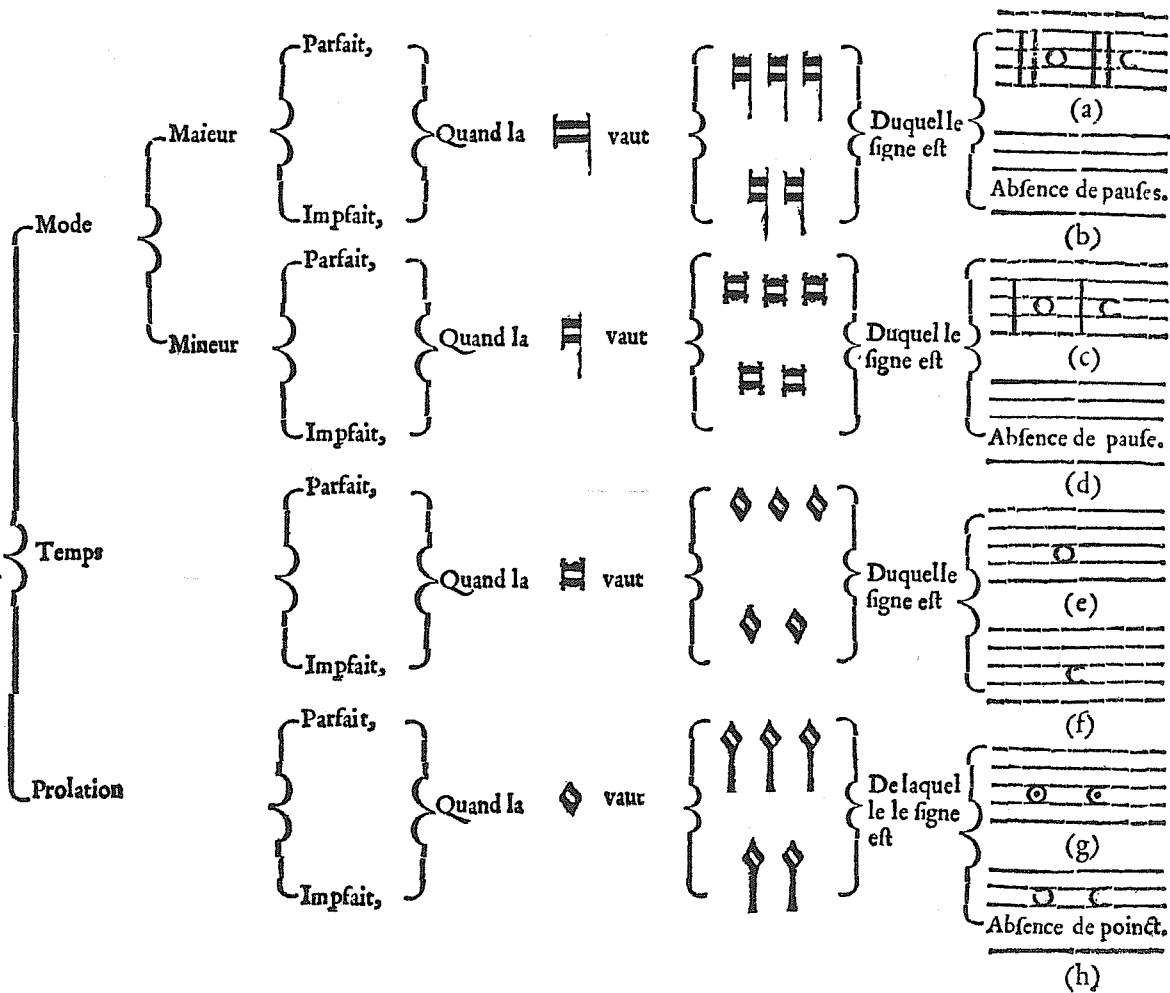 Parfait,
Maieur
Quand la
vaut
Duquel le
ſigne eſt
(a)
Abſence de pauſes.
(b)
Impfait,
Mode
Parfait,
Mineur
Quand la
vaut
Duquel le
ſigne eſt
(c)
Abſence de pauſe.
(d)
Impfait,
Temps
Parfait,
Quand la
vaut
Duquelle
ſigne eſt
(e)
(f)
Impfait,
Prolation
Parfait,
Quand la
vaut
De laquel
le le ſigne
eſt
(g)
Abſence de poinct.
(h)
Impfait,